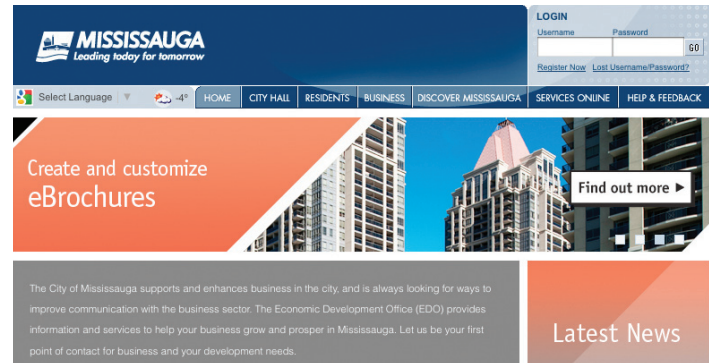 MISSISSAUGA
Leading today for tomorrow
LOGIN
Username Password
GO
Register Now Lost Username/Password?
Select Language ▼ -4° HOME CITY HALL RESIDENTS BUSINESS DISCOVER MISSISSAUGA SERVICES ONLINE HELP & FEEDBACK
Create and customize
eBrochures
Find out more ►
The City of Mississauga supports and enhances business in the city, and is always looking for ways to
improve communication with the business sector. The Economic Development Office (EDO) provides
information and services to help your business grow and prosper in Mississauga. Let us be your first
point of contact for business and your development needs.
Latest News